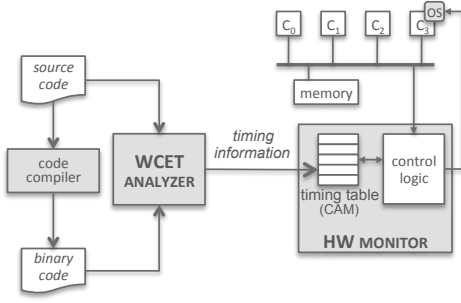 OS
C0 C1 C2 C3
source
code
memory
code
compiler
WCET
ANALYZER
timing
information
control
logic
timing table
(CAM)
HW MONITOR
binary
code